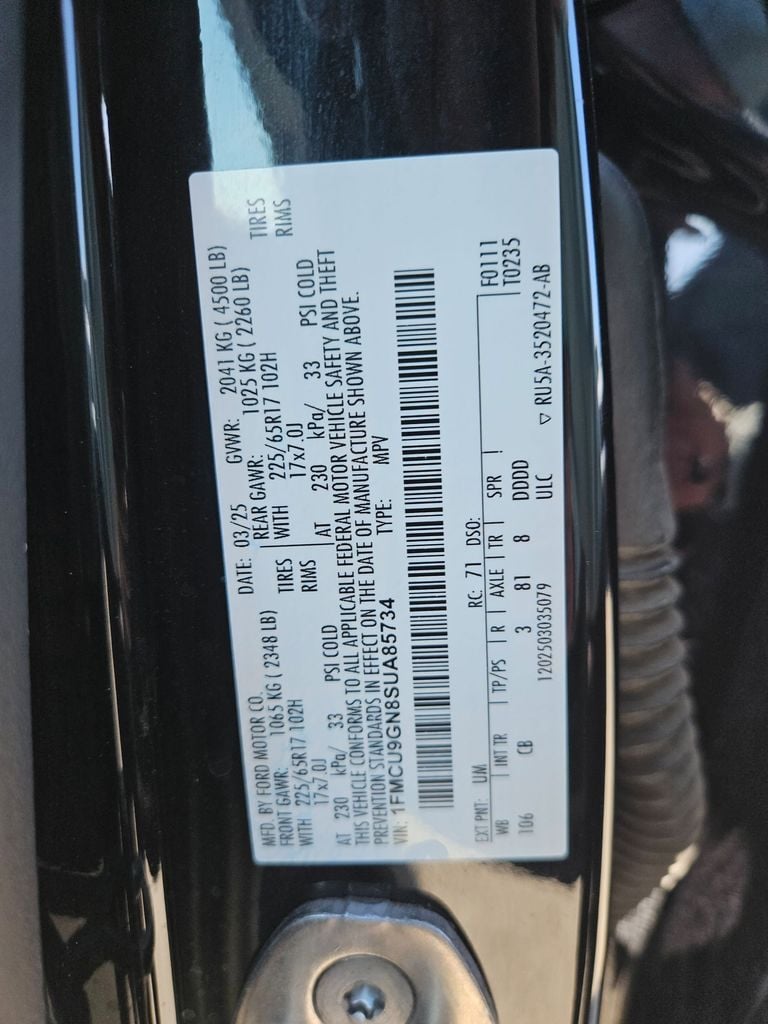 MFD. BY FORD MOTOR CO. DATE: 03/25 GVWR: 2041 KG ( 4500 LB)
FRONT GAWR: 1065 KG ( 2348 LB) REAR GAWR: 1025 KG ( 2260 LB)
WITH 225/65R17 102H TIRES WITH 225/65R17 102H TIRES
17x7.0J RIMS 17x7.0J RIMS
AT 230 kPa/ 33 PSI COLD AT 230 kPa/ 33 PSI COLD
THIS VEHICLE CONFORMS TO ALL APPLICABLE FEDERAL MOTOR VEHICLE SAFETY AND THEFT
PREVENTION STANDARDS IN EFFECT ON THE DATE OF MANUFACTURE SHOWN ABOVE.
VIN: 1FMCU9GN8SUA85734 TYPE: MPV
EXT PNT: UM RC: 71 DSO: F0111
WB INT TR TP/PS R AXLE TR SPR T0235
106 CB 3 81 8 DDDD
1202503035079 ULC ▽ RU5A-3520472-AB